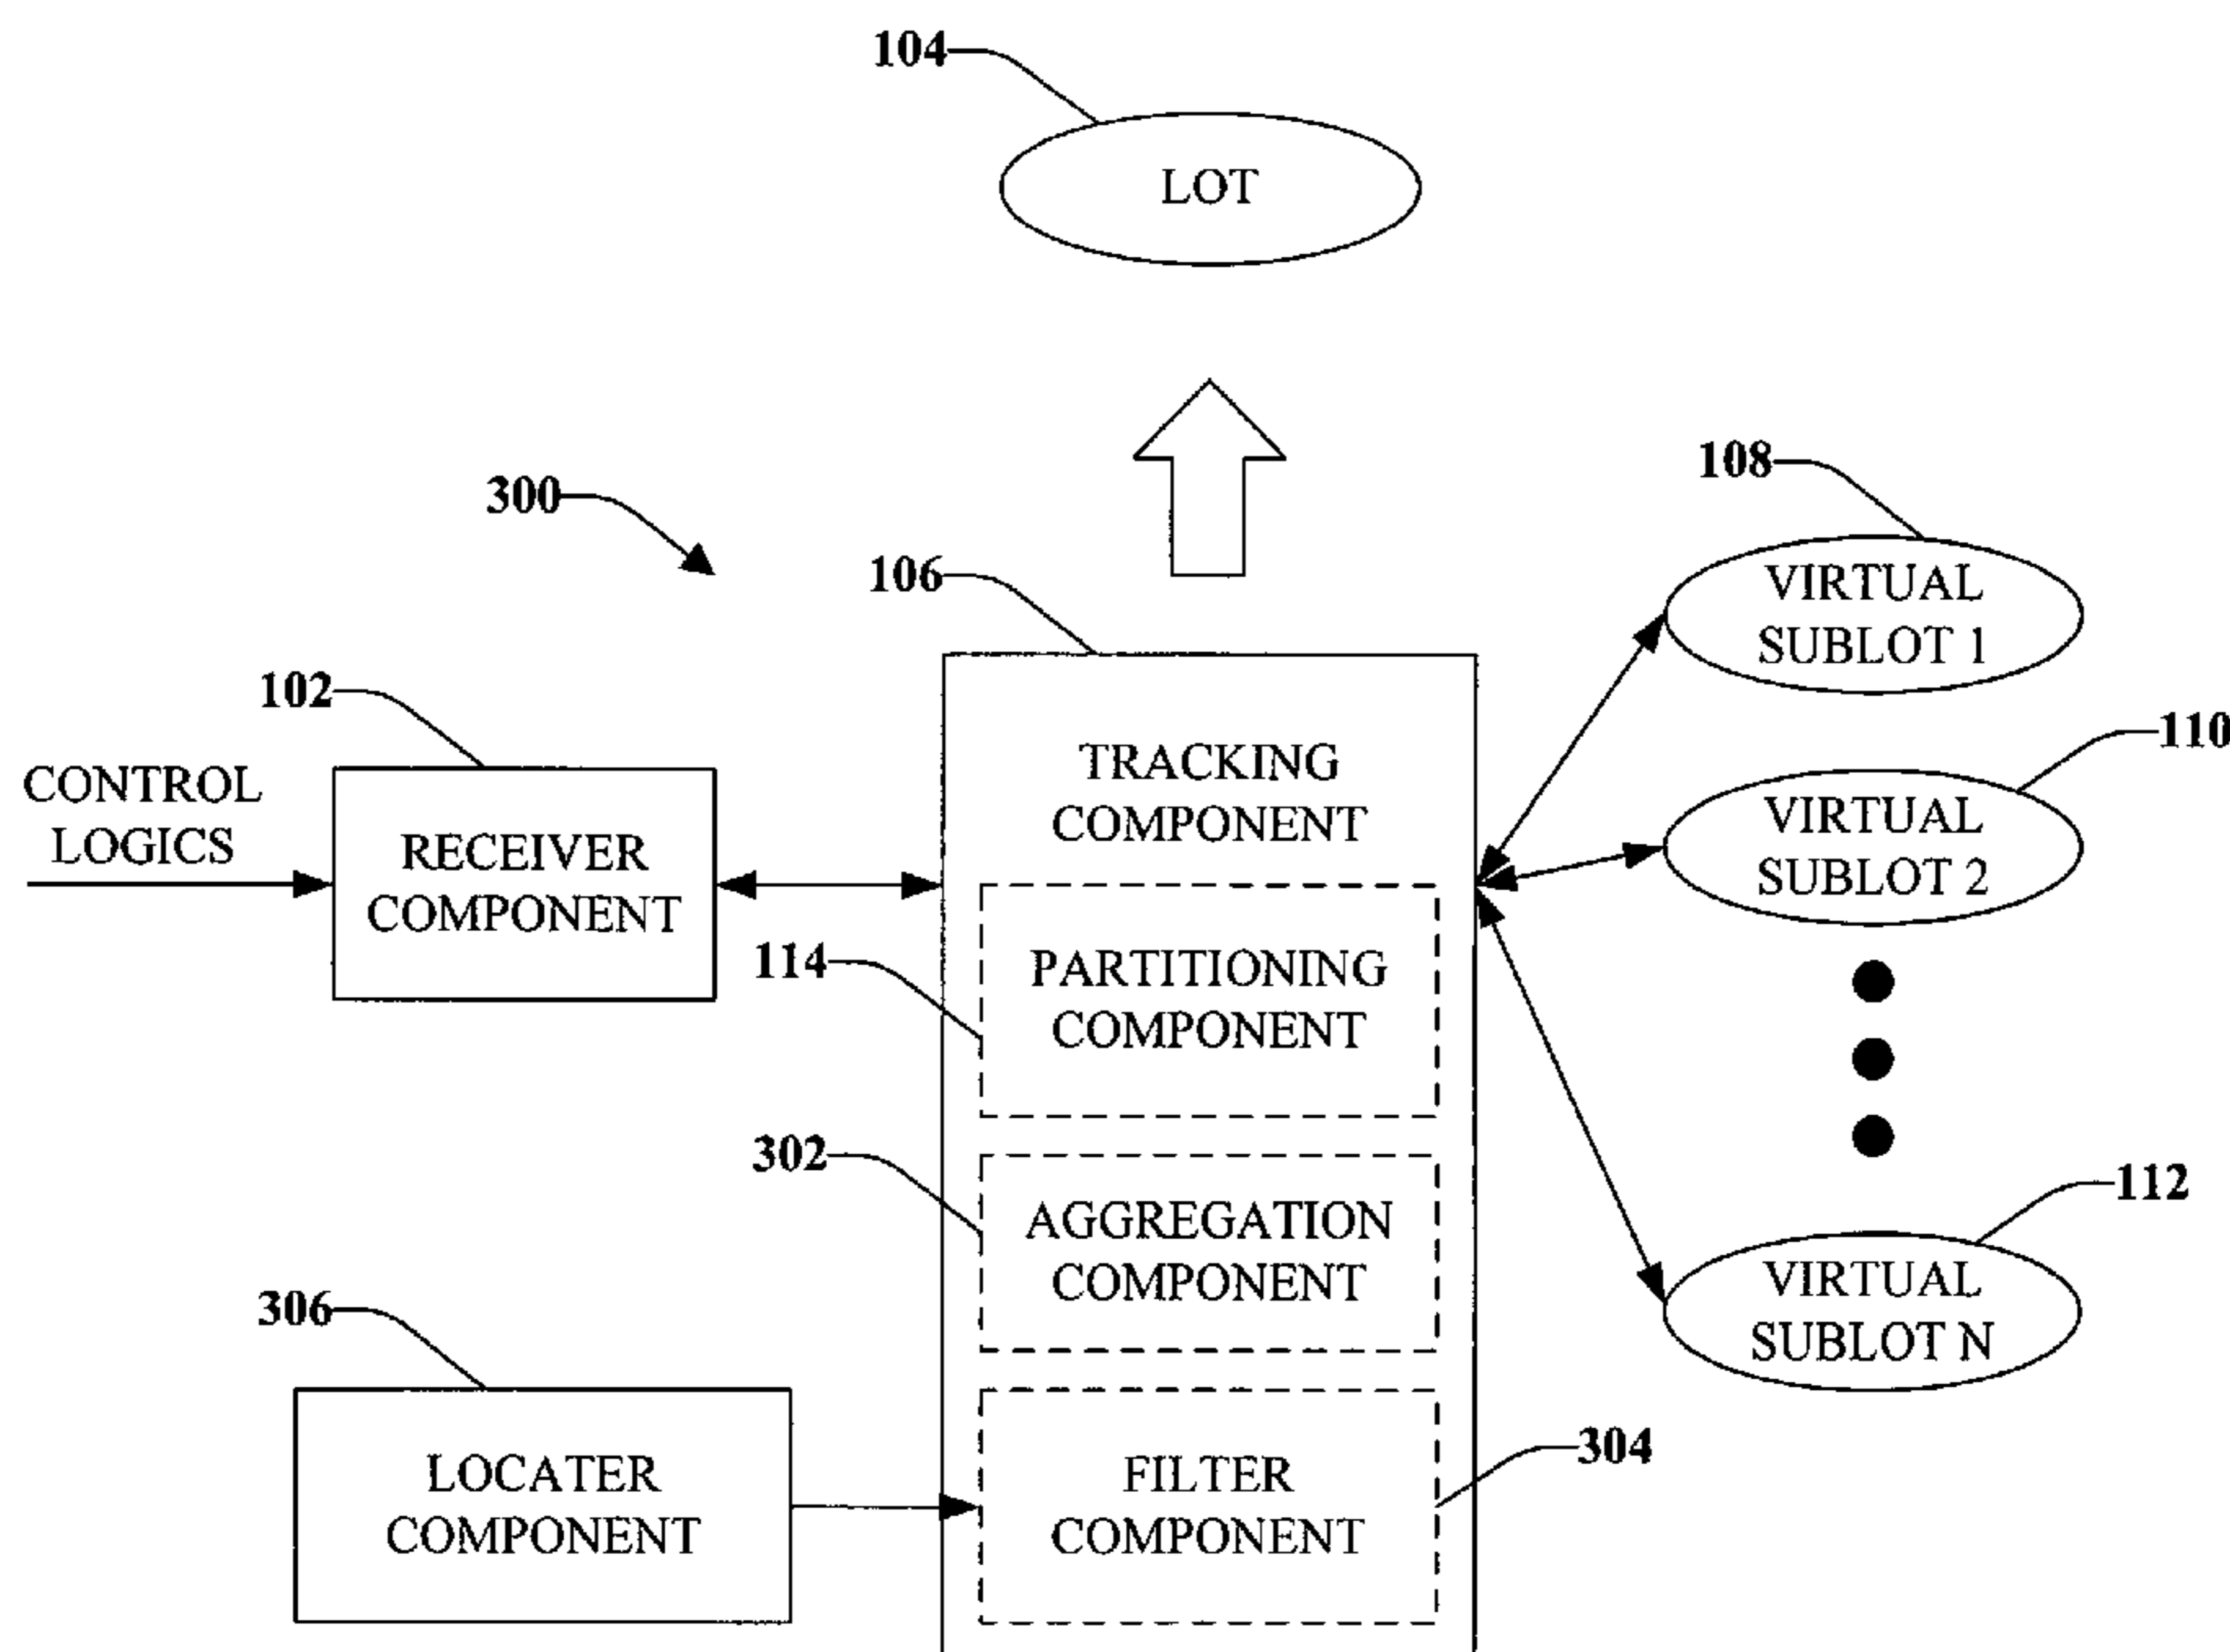 104
LOT
300
108
106
VIRTUAL
SUBLOT 1
102
110
CONTROL
LOGICS
TRACKING
COMPONENT
VIRTUAL
SUBLOT 2
RECEIVER
COMPONENT
114
PARTITIONING
COMPONENT
302
AGGREGATION
COMPONENT
112
VIRTUAL
SUBLOT N
306
LOCATER
COMPONENT
FILTER
COMPONENT
304